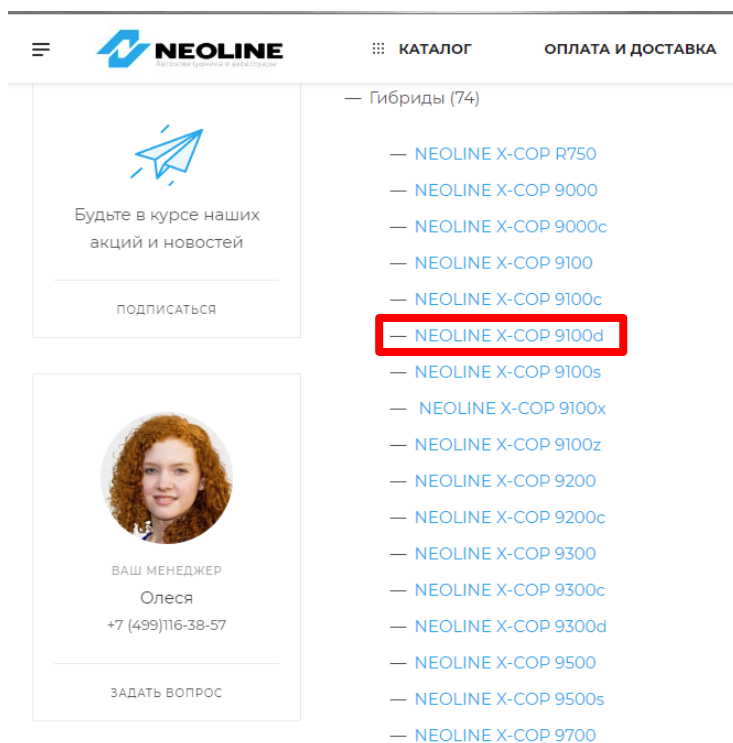 NEOLINE
Автоэлектроника и аксессуары
КАТАЛОГ
ОПЛАТА И ДОСТАВКА
Будьте в курсе наших
акций и новостей
ПОДПИСАТЬСЯ
ВАШ МЕНЕДЖЕР
Олеся
+7 (499)116-38-57
ЗАДАТЬ ВОПРОС
— Гибриды (74)
— NEOLINE X-COP R750
— NEOLINE X-COP 9000
— NEOLINE X-COP 9000c
— NEOLINE X-COP 9100
— NEOLINE X-COP 9100c
— NEOLINE X-COP 9100d
— NEOLINE X-COP 9100s
— NEOLINE X-COP 9100x
— NEOLINE X-COP 9100z
— NEOLINE X-COP 9200
— NEOLINE X-COP 9200c
— NEOLINE X-COP 9300
— NEOLINE X-COP 9300c
— NEOLINE X-COP 9300d
— NEOLINE X-COP 9500
— NEOLINE X-COP 9500s
— NEOLINE X-COP 9700